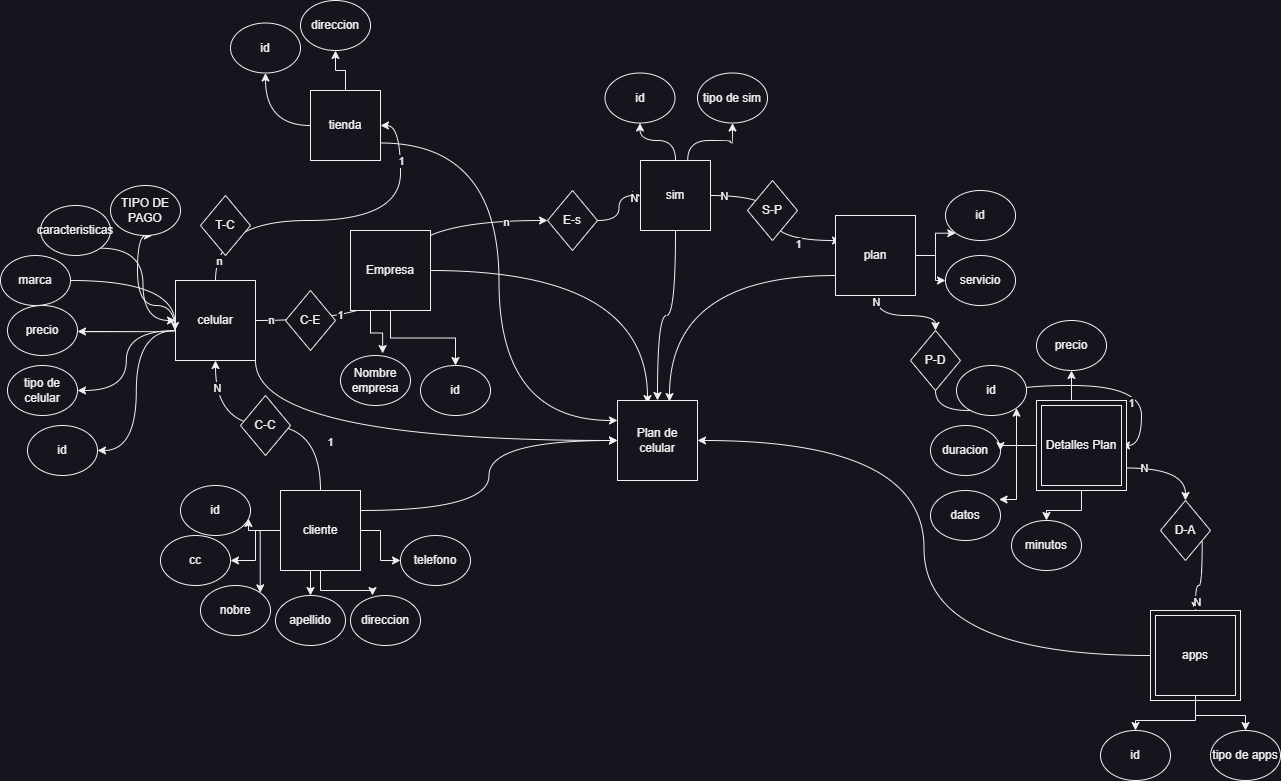 direccion
id
tienda
1
id
tipo de sim
sim
N
N
S-P
1
E-s
n
TIPO DE
PAGO
caracteristicas
T-C
n
marca
precio
tipo de
celular
id
celular
n
C-E
1
Empresa
Nombre
empresa
id
plan
id
servicio
N
P-D
id
precio
1
Detalles Plan
duracion
datos
minutos
N
D-A
N
apps
id
tipo de apps
Plan de
celular
N
C-C
1
cliente
id
cc
nobre
apellido
direccion
telefono